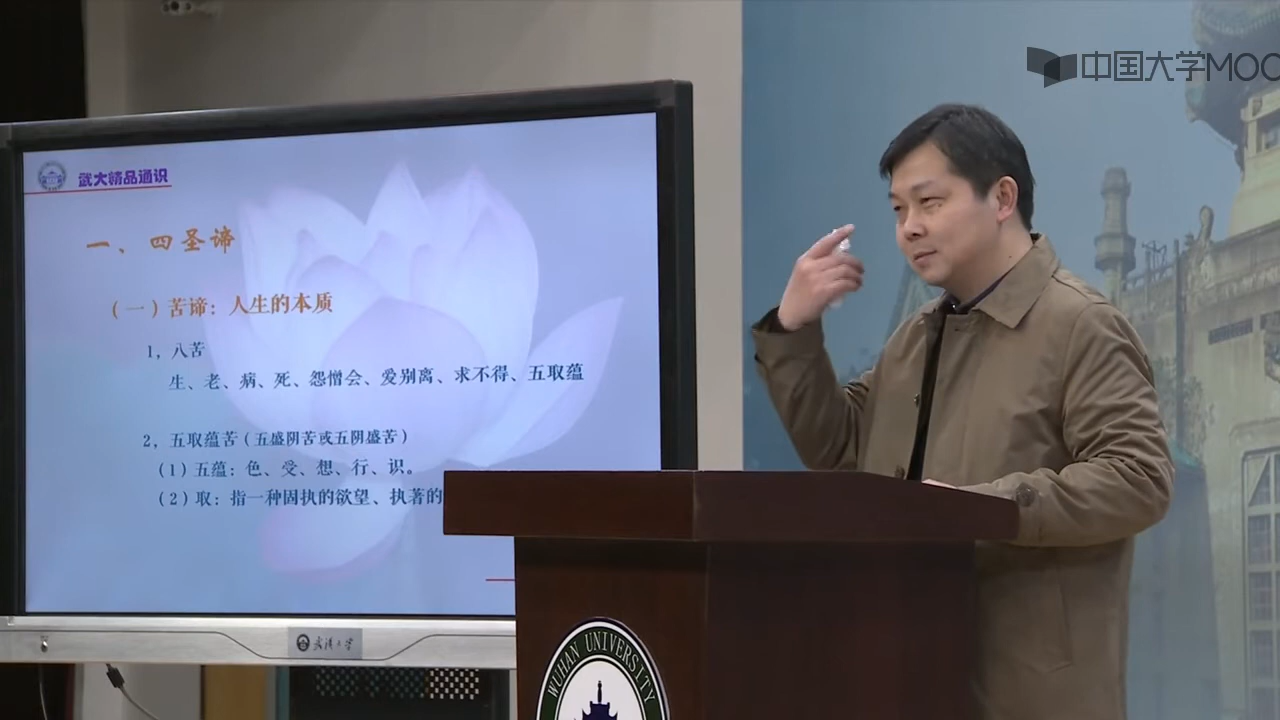 中国大学MOO
武大精品通识
一、四圣谛
（一）苦谛：人生的本质
1，八苦
生、老、病、死、怨憎会、爱别离、求不得、五取蕴
2，五取蕴苦（五盛阴苦或五阴盛苦）
（1）五蕴：色、受、想、行、识。
（2）取：指一种固执的欲望、执著的
武汉大学
WUHAN UNIVERSITY